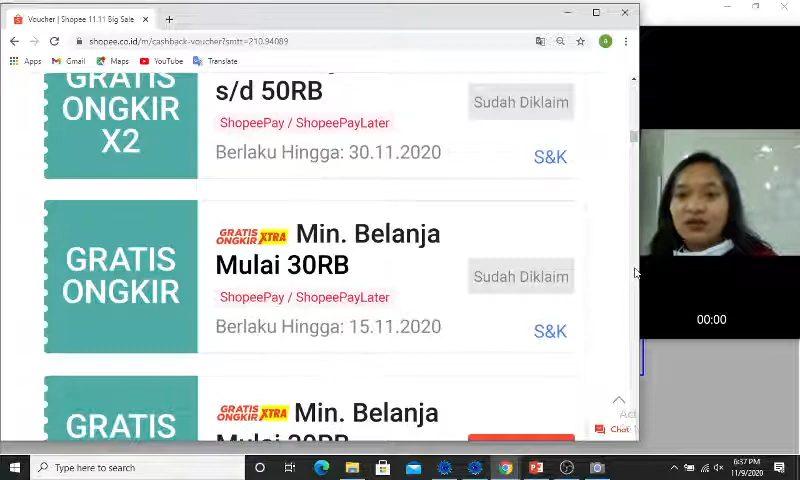 Voucher | Shopee 11.11 Big Sale
shopee.co.id/m/cashback-voucher?smtt=210.94089
Apps
Gmail
Maps
YouTube
Translate
GRATIS
ONGKIR
X2
s/d 50RB
ShopeePay / ShopeePayLater
Berlaku Hingga: 30.11.2020
Sudah Diklaim
S&K
GRATIS
ONGKIR
GRATIS ONGKIR XTRA Min. Belanja
Mulai 30RB
ShopeePay / ShopeePayLater
Berlaku Hingga: 15.11.2020
Sudah Diklaim
S&K
GRATIS
GRATIS ONGKIR XTRA Min. Belanja
Mulai 30RB
Chat
00:00
Type here to search
6:37 PM
11/9/2020